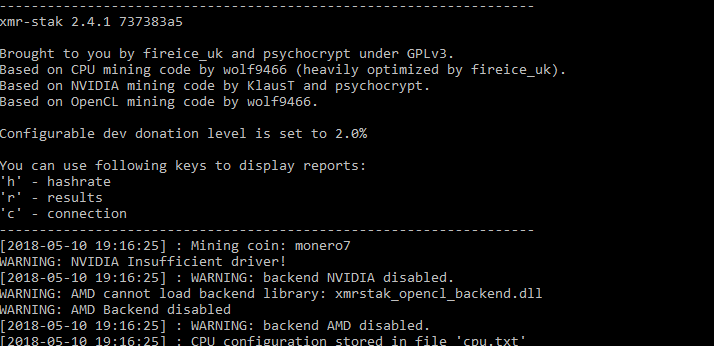 -------------------------------------------------------------------
xmr-stak 2.4.1 737383a5
Brought to you by fireice_uk and psychocrypt under GPLv3.
Based on CPU mining code by wolf9466 (heavily optimized by fireice_uk).
Based on NVIDIA mining code by KlausT and psychocrypt.
Based on OpenCL mining code by wolf9466.
Configurable dev donation level is set to 2.0%
You can use following keys to display reports:
'h' - hashrate
'r' - results
'c' - connection
-------------------------------------------------------------------
[2018-05-10 19:16:25] : Mining coin: monero7
WARNING: NVIDIA Insufficient driver!
[2018-05-10 19:16:25] : WARNING: backend NVIDIA disabled.
WARNING: AMD cannot load backend library: xmrstak_opencl_backend.dll
WARNING: AMD Backend disabled
[2018-05-10 19:16:25] : WARNING: backend AMD disabled.
[2018-05-10 19:16:25] : CPU configuration stored in file 'cpu.txt'